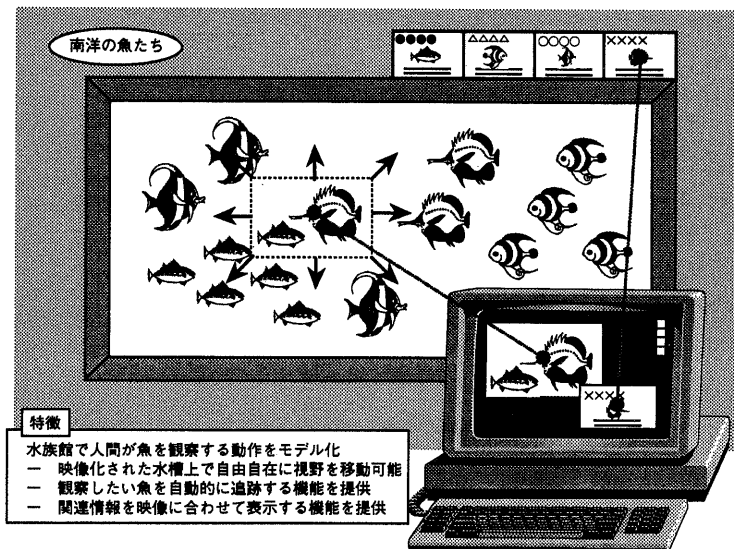 南洋の魚たち
●●●●
△△△△
○○○○
××××
××××
特徴
水族館で人間が魚を観察する動作をモデル化
― 映像化された水槽上で自由自在に視野を移動可能
― 観察したい魚を自動的に追跡する機能を提供
― 関連情報を映像に合わせて表示する機能を提供